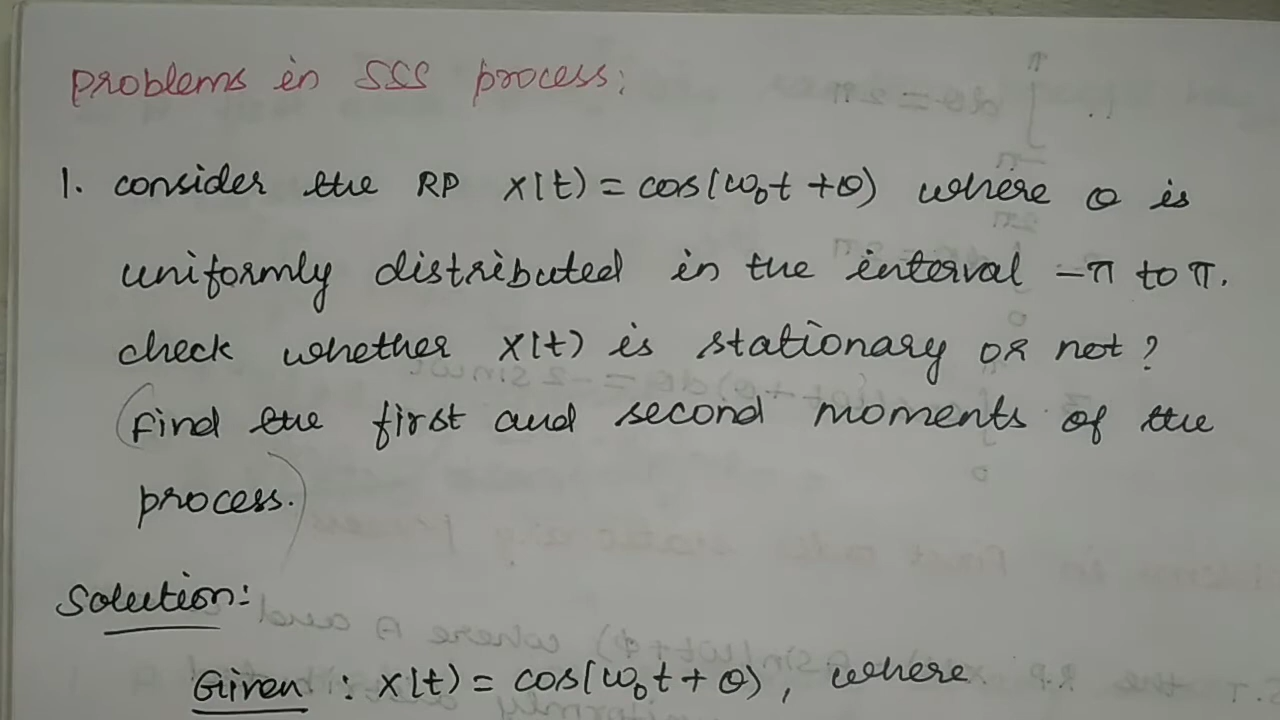 Problems in SSS process:
1. consider the RP X(t) = cos(ω₀t + θ) where θ is
uniformly distributed in the interval -π to π.
check whether X(t) is stationary or not?
(Find the first and second moments of the
process.)
Solution:
Given : X(t) = cos(ω₀t + θ), where